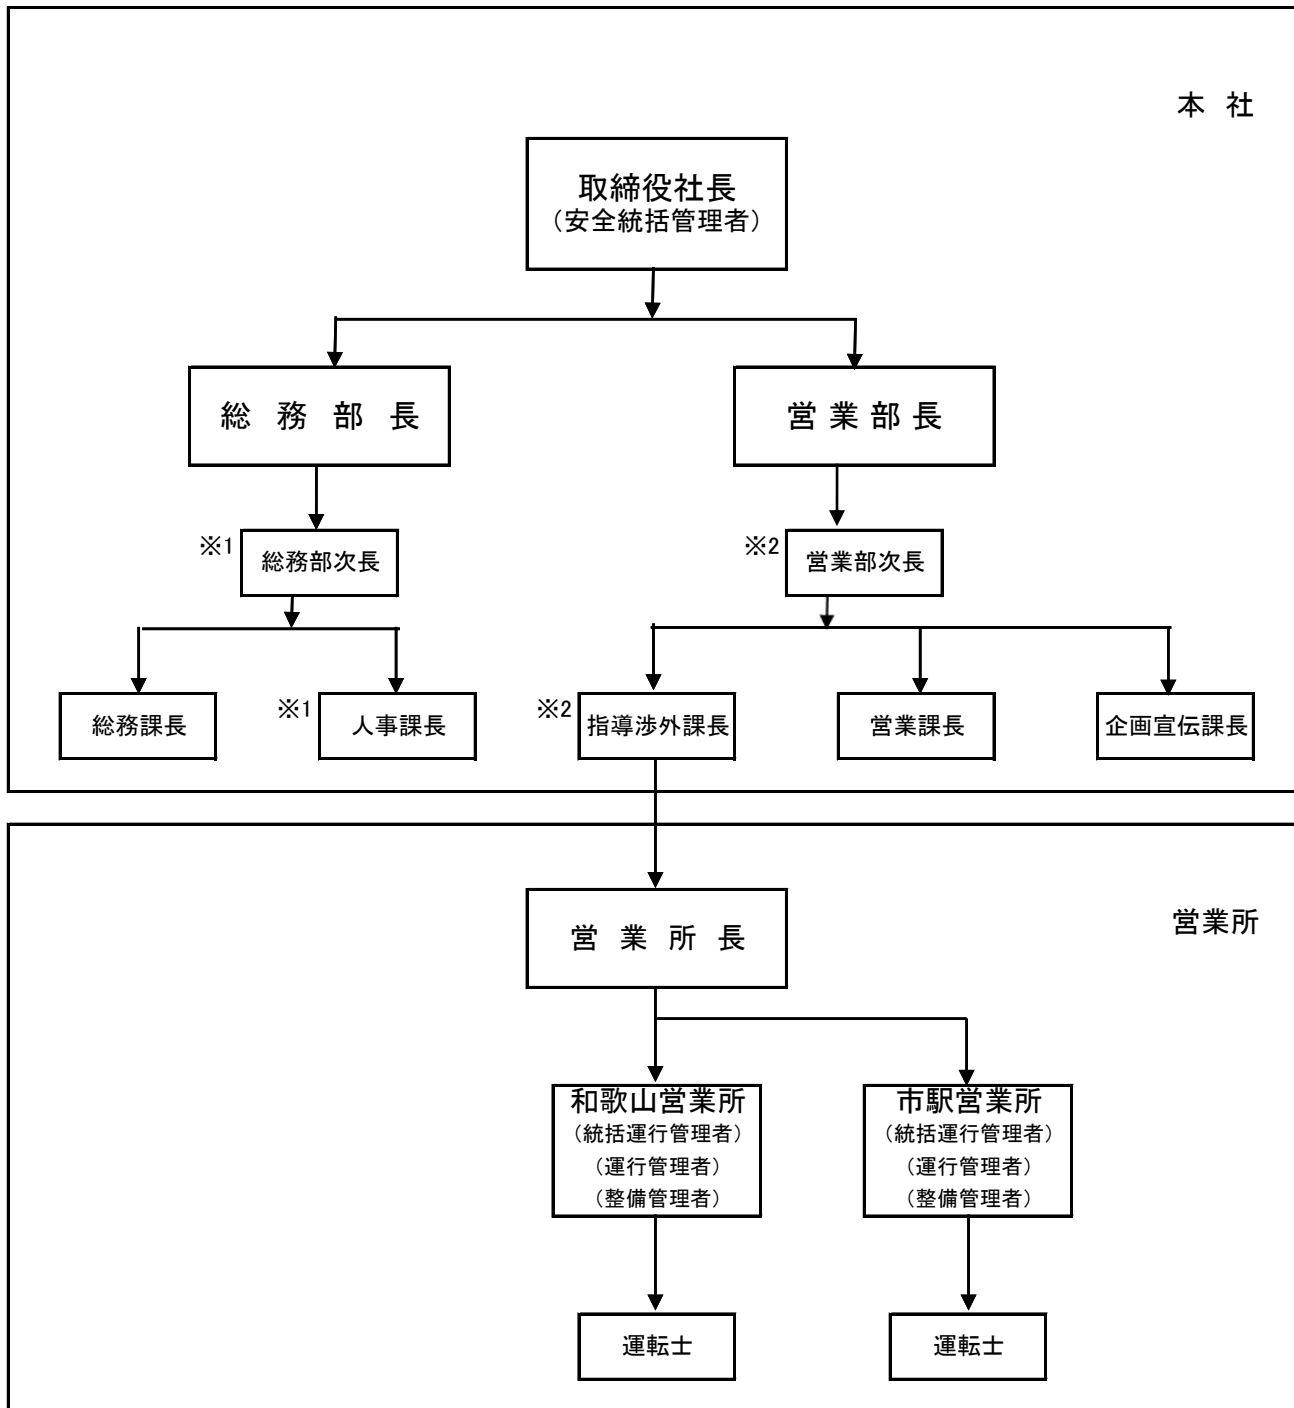 本 社
取締役社長
（安全統括管理者）
総 務 部 長
営 業 部 長
※1
総務部次長
※2
営業部次長
総務課長
※1
人事課長
※2
指導渉外課長
営業課長
企画宣伝課長
営業所
営 業 所 長
和歌山営業所
（統括運行管理者）
（運行管理者）
（整備管理者）
市駅営業所
（統括運行管理者）
（運行管理者）
（整備管理者）
運転士
運転士